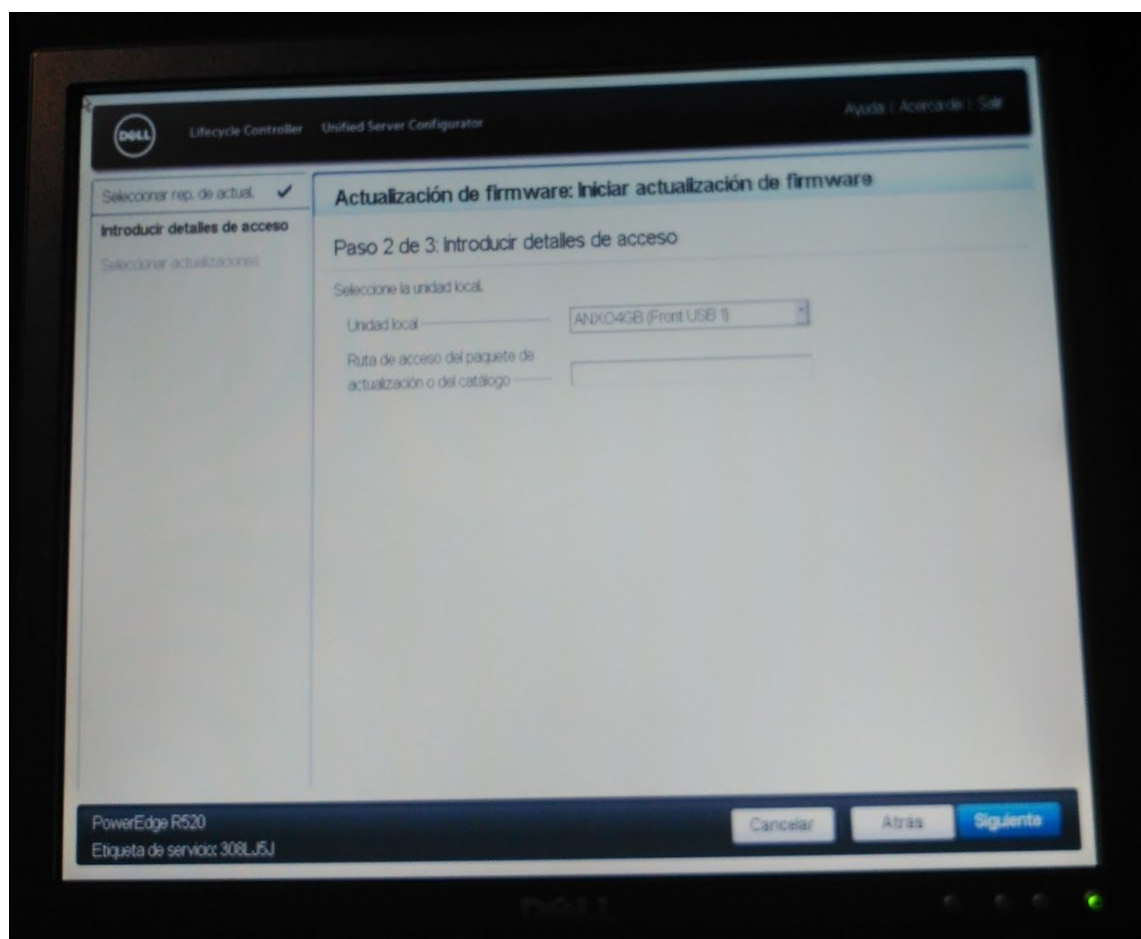 DELL
Lifecycle Controller
Unified Server Configurator
Ayuda | Acerca de | Salir
Seleccionar rep. de actual.
Introducir detalles de acceso
Seleccionar actualizaciones
Actualización de firmware: Iniciar actualización de firmware
Paso 2 de 3: Introducir detalles de acceso
Seleccione la unidad local.
Unidad local
ANXO4GB (Front USB 1)
Ruta de acceso del paquete de
actualización o del catálogo
PowerEdge R520
Etiqueta de servicio: 308LJ5J
Cancelar
Atrás
Siguiente
DELL